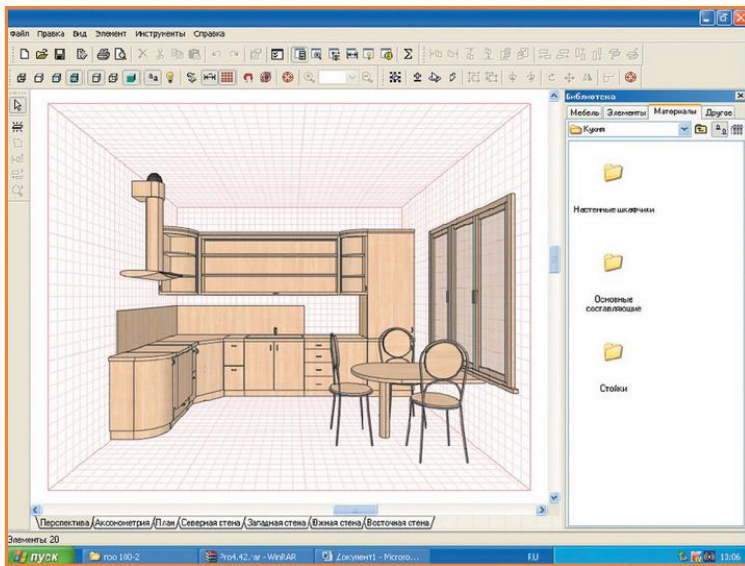 Файл Правка Вид Элемент Инструменты Справка
Библиотека
Мебель Элементы Материалы Другое
Кухня
Настенные шкафчики
Основные
составляющие
Стойки
Перспектива Аксонометрия План Северная стена Западная стена Южная стена Восточная стена
Элементы: 20
пуск
Pro4.42.rar - WinRAR
Документ1 - Microso...
RU
13:06